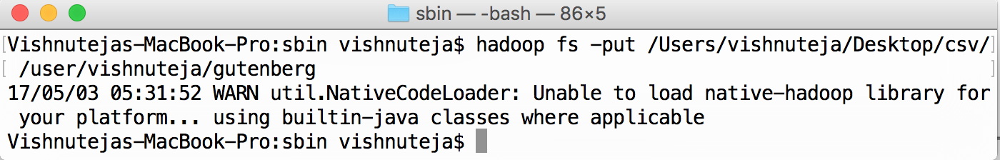 sbin — -bash — 86×5
[Vishnutejas-MacBook-Pro:sbin vishnuteja$ hadoop fs -put /Users/vishnuteja/Desktop/csv/]
[ /user/vishnuteja/gutenberg ]
17/05/03 05:31:52 WARN util.NativeCodeLoader: Unable to load native-hadoop library for
your platform... using builtin-java classes where applicable
Vishnutejas-MacBook-Pro:sbin vishnuteja$